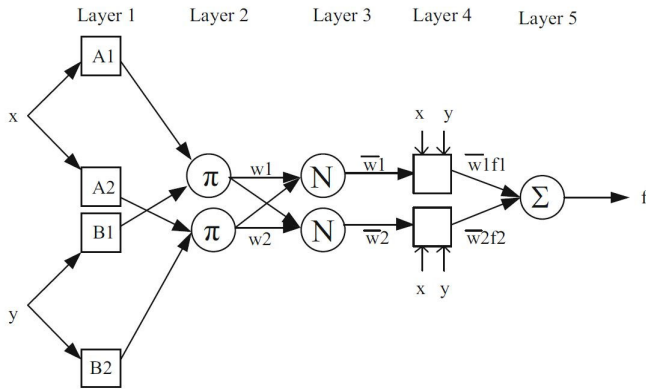 Layer 1 Layer 2 Layer 3 Layer 4 Layer 5
A1
x y
x
w1 w̅1 w̅1f1
A2 π N
Σ f
B1 π N
w2 w̅2 w̅2f2
x y
y
B2